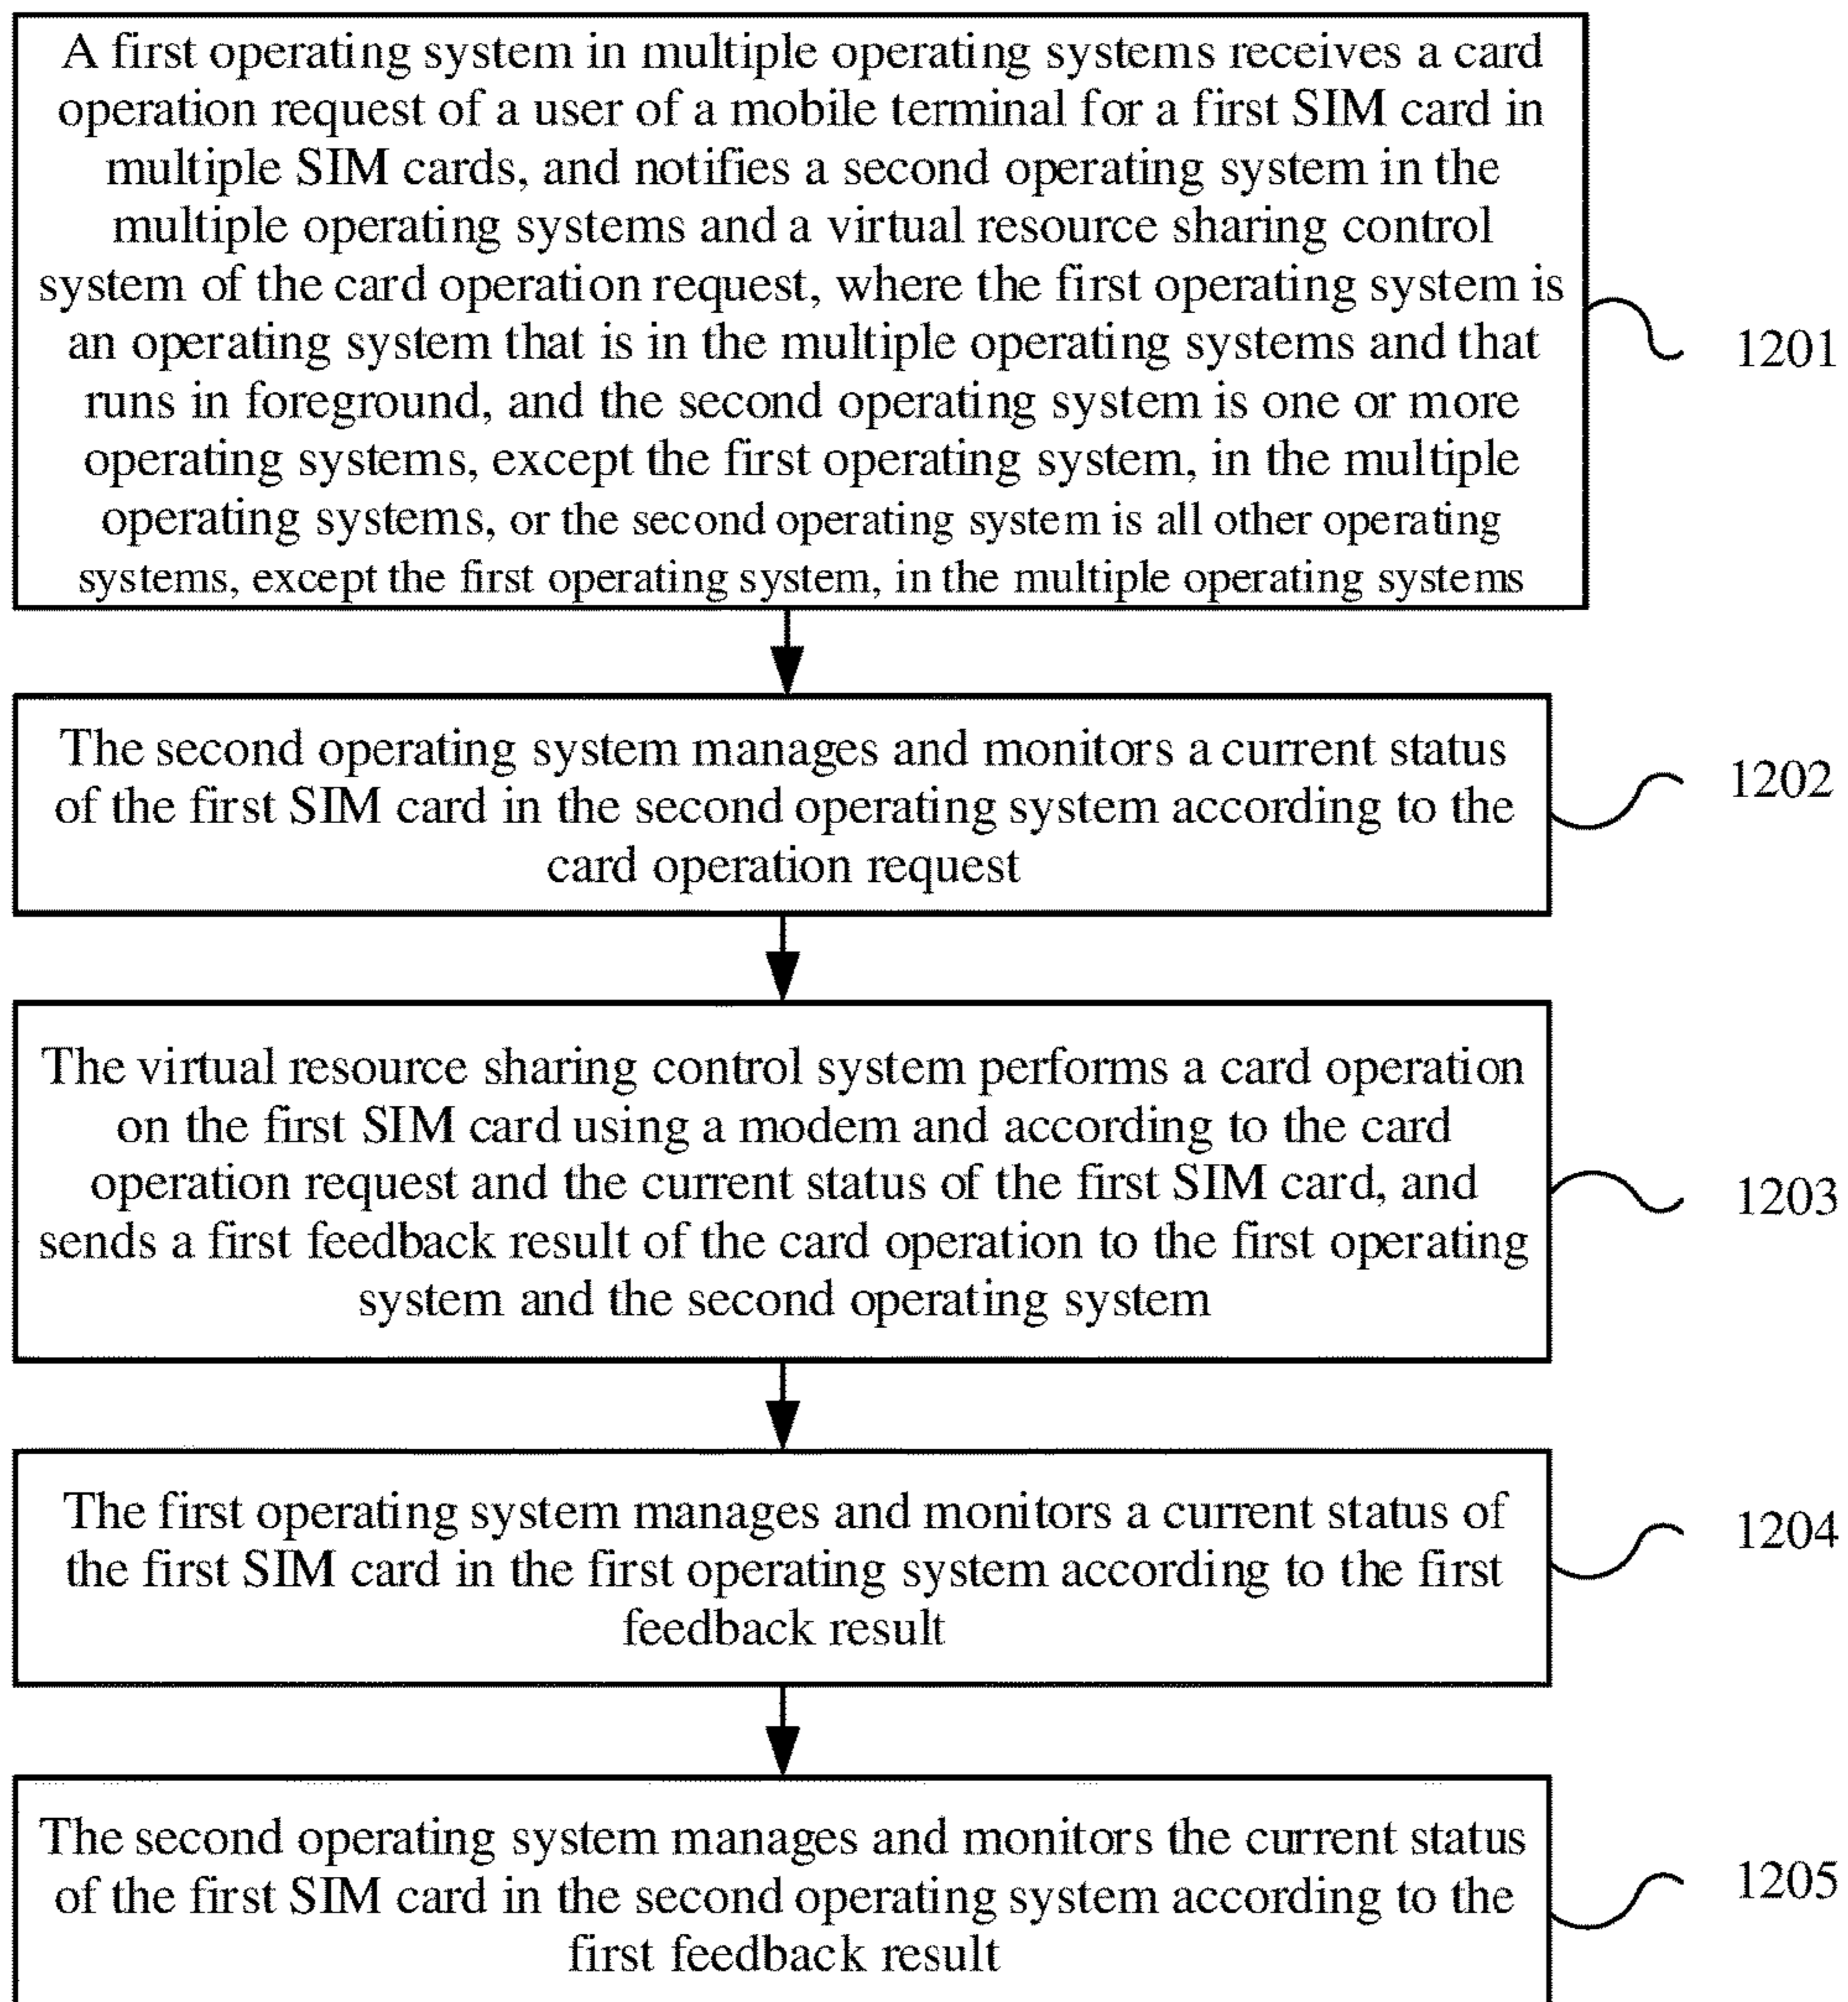 A first operating system in multiple operating systems receives a card
operation request of a user of a mobile terminal for a first SIM card in
multiple SIM cards, and notifies a second operating system in the
multiple operating systems and a virtual resource sharing control
system of the card operation request, where the first operating system is
an operating system that is in the multiple operating systems and that
runs in foreground, and the second operating system is one or more
operating systems, except the first operating system, in the multiple
operating systems, or the second operating system is all other operating
systems, except the first operating system, in the multiple operating systems
1201
The second operating system manages and monitors a current status
of the first SIM card in the second operating system according to the
card operation request
1202
The virtual resource sharing control system performs a card operation
on the first SIM card using a modem and according to the card
operation request and the current status of the first SIM card, and
sends a first feedback result of the card operation to the first operating
system and the second operating system
1203
The first operating system manages and monitors a current status of
the first SIM card in the first operating system according to the first
feedback result
1204
The second operating system manages and monitors the current status
of the first SIM card in the second operating system according to the
first feedback result
1205